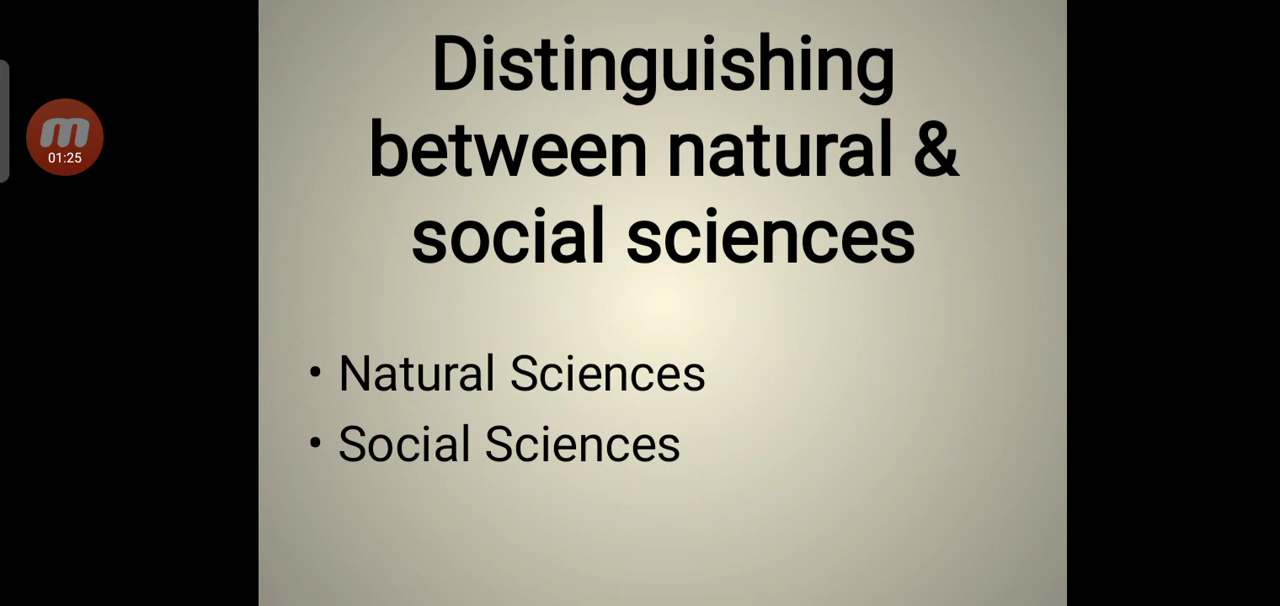 Distinguishing
between natural &
social sciences
• Natural Sciences
• Social Sciences
m
01:25